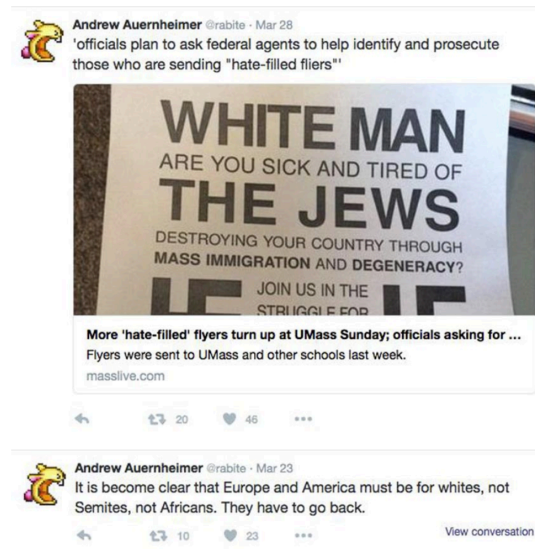 Andrew Auernheimer @rabite · Mar 28
'officials plan to ask federal agents to help identify and prosecute
those who are sending "hate-filled fliers"'
WHITE MAN
ARE YOU SICK AND TIRED OF
THE JEWS
DESTROYING YOUR COUNTRY THROUGH
MASS IMMIGRATION AND DEGENERACY?
JOIN US IN THE
STRUGGLE FOR
More 'hate-filled' flyers turn up at UMass Sunday; officials asking for ...
Flyers were sent to UMass and other schools last week.
masslive.com
20 46
Andrew Auernheimer @rabite · Mar 23
It is become clear that Europe and America must be for whites, not
Semites, not Africans. They have to go back.
10 23 View conversation